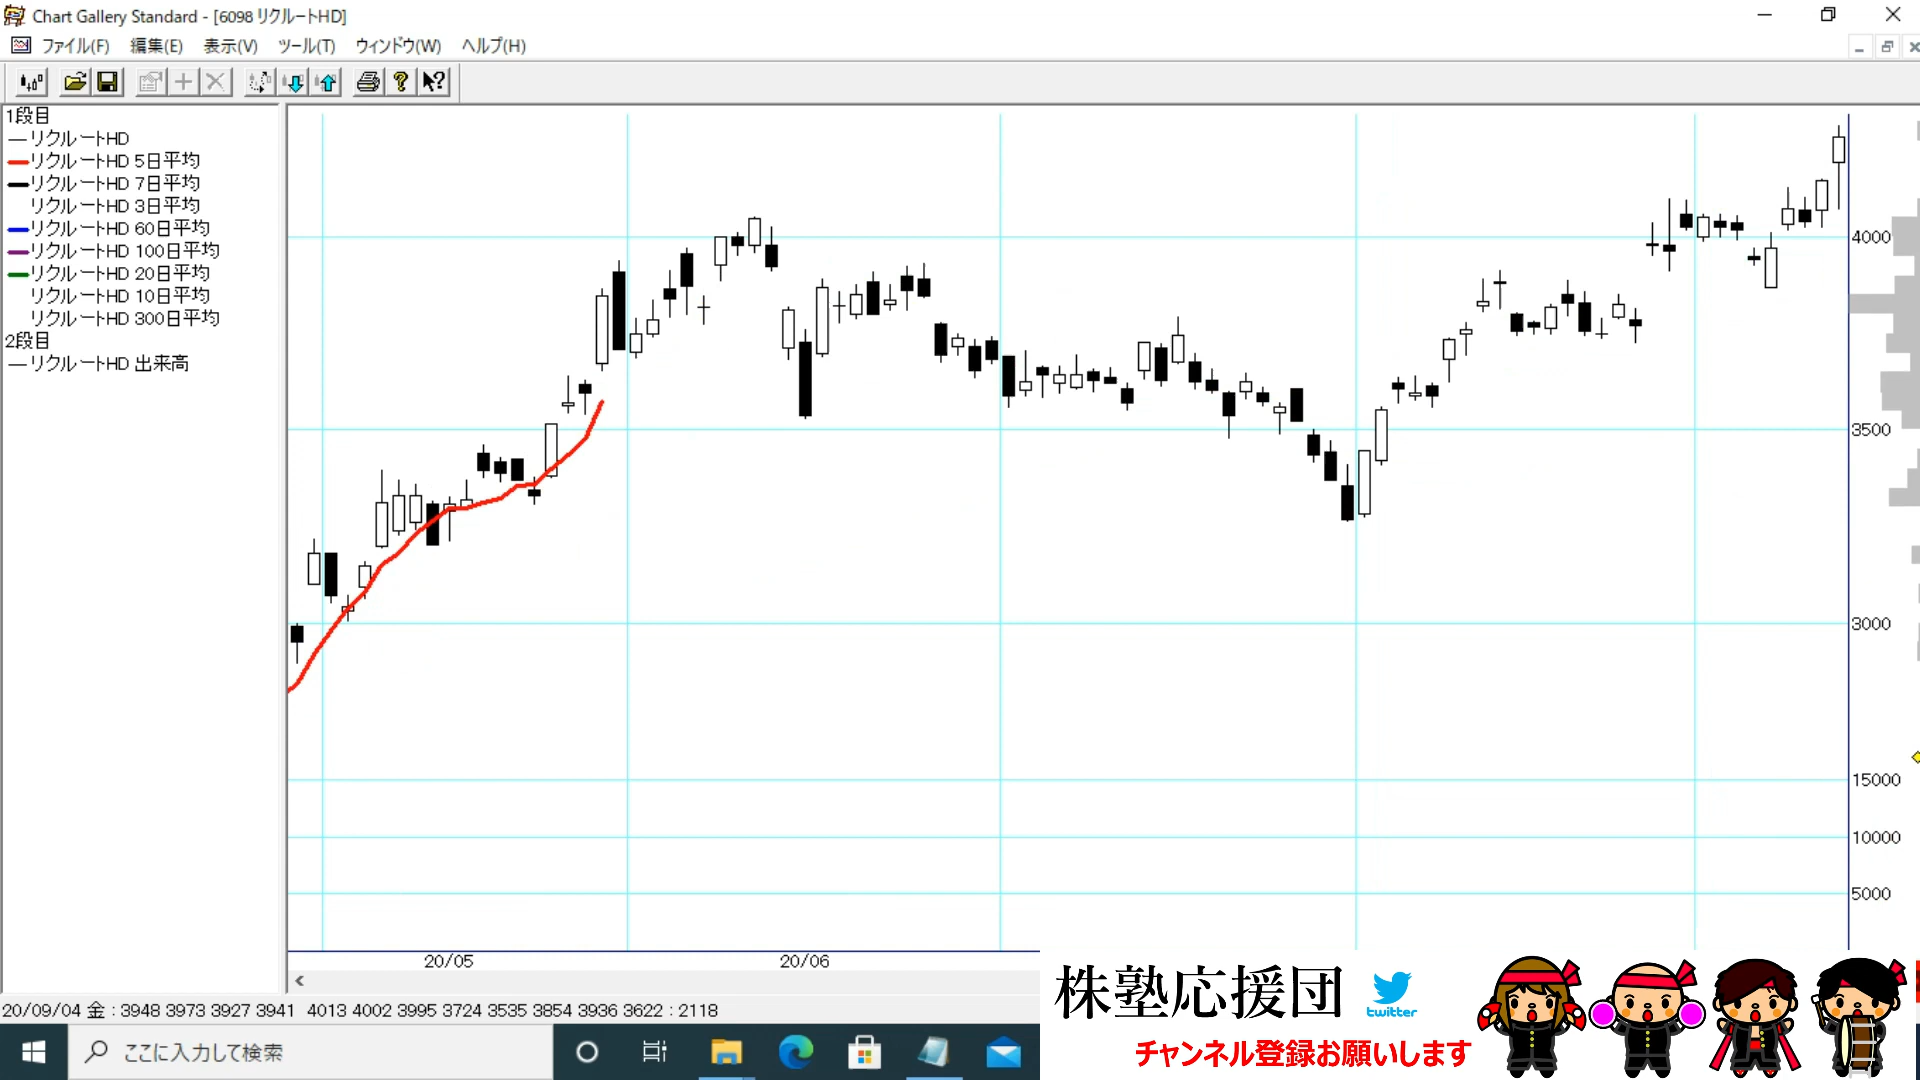 Chart Gallery Standard - [6098 リクルートHD]
ファイル(F) 編集(E) 表示(V) ツール(T) ウィンドウ(W) ヘルプ(H)
1段目
リクルートHD
リクルートHD 5日平均
リクルートHD 7日平均
リクルートHD 3日平均
リクルートHD 60日平均
リクルートHD 100日平均
リクルートHD 20日平均
リクルートHD 10日平均
リクルートHD 300日平均
2段目
リクルートHD 出来高
4000
3500
3000
15000
10000
5000
20/05 20/06
20/09/04 金 : 3948 3973 3927 3941 4013 4002 3995 3724 3535 3854 3936 3622 : 2118
ここに入力して検索
株塾応援団
twitter
チャンネル登録お願いします